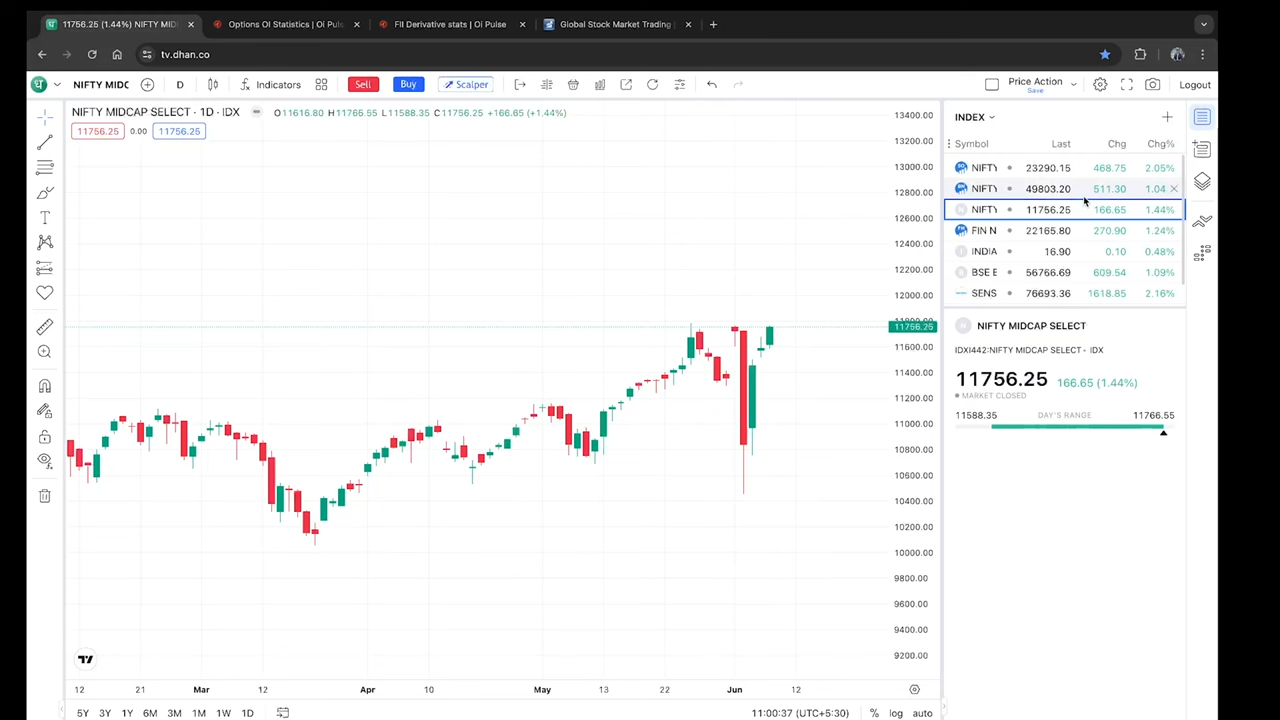 11756.25 (1.44%) NIFTY MID
Options OI Statistics | Oi Puls
FII Derivative stats | OI Pulse
Global Stock Market Trading
tv.dhan.co
NIFTY MIDC
D
Indicators
Sell
Buy
Scalper
Price Action
Save
Logout
NIFTY MIDCAP SELECT · 1D · IDX
O11616.80 H11766.55 L11588.35 C11756.25 +166.65 (+1.44%)
11756.25 0.00 11756.25
13400.00
13200.00
13000.00
12800.00
12600.00
12400.00
12200.00
12000.00
11756.25
11600.00
11400.00
11200.00
11000.00
10800.00
10600.00
10400.00
10200.00
10000.00
9800.00
9600.00
9400.00
9200.00
12 21 Mar 12 Apr 10 May 13 22 Jun 12
5Y 3Y 1Y 6M 3M 1M 1W 1D
11:00:37 (UTC+5:30) % log auto
INDEX
Symbol Last Chg Chg%
NIFTY 23290.15 468.75 2.05%
NIFTY 49803.20 511.30 1.04
NIFTY 11756.25 166.65 1.44%
FIN N 22165.80 270.90 1.24%
INDIA 16.90 0.10 0.48%
BSE E 56766.69 609.54 1.09%
SENS 76693.36 1618.85 2.16%
N NIFTY MIDCAP SELECT
IDXI442:NIFTY MIDCAP SELECT - IDX
11756.25 166.65 (1.44%)
MARKET CLOSED
11588.35 DAY'S RANGE 11766.55